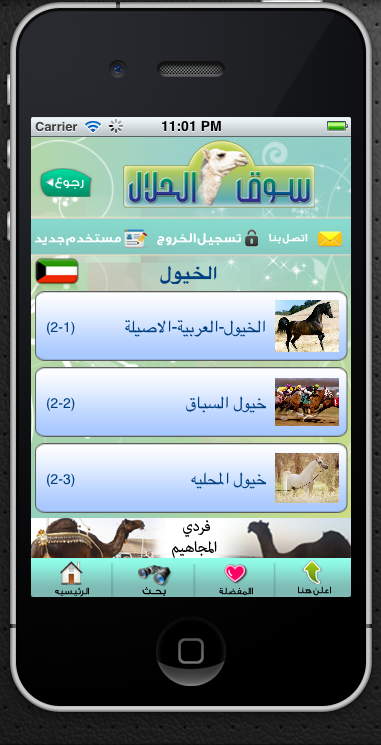 Carrier 11:01 PM
رجوع
سوق الحلال
اتصل بنا تسجيل الخروج مستخدم جديد
الخيول
الخيول-العربية-الاصيلة (2-1)
خيول السباق (2-2)
خيول المحليه (2-3)
فردي
المجاهيم
اعلن هنا المفضلة بحث الرئيسيه